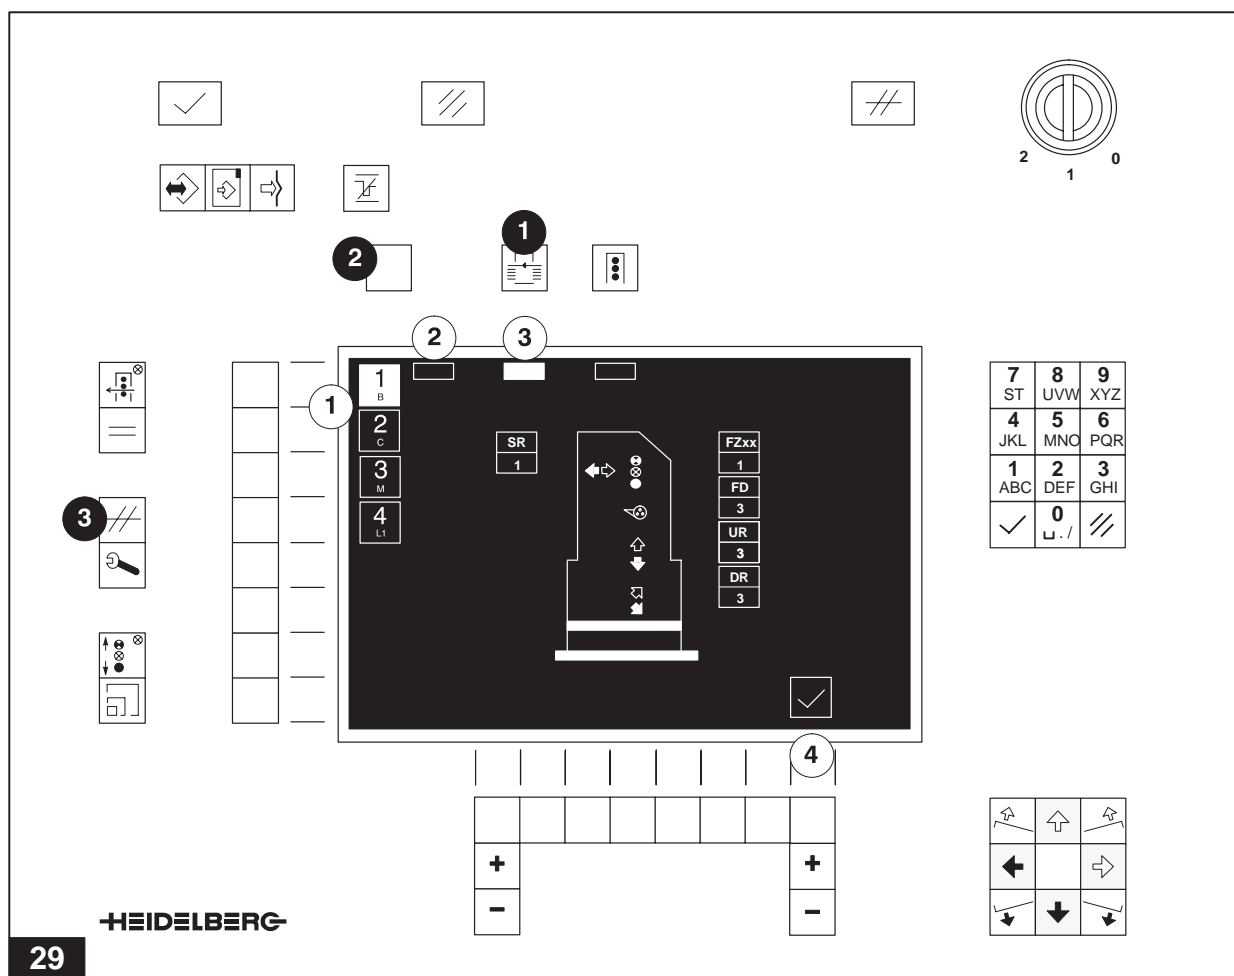 2
0
1
1
2
2
3
1
B
1
2
C
3
M
4
L1
SR
1
FZxx
1
FD
3
UR
3
DR
3
7 8 9
ST UVW XYZ
4 5 6
JKL MNO PQR
1 2 3
ABC DEF GHI
0
␣ . /
3
4
+ +
− −
HEIDELBERG
29